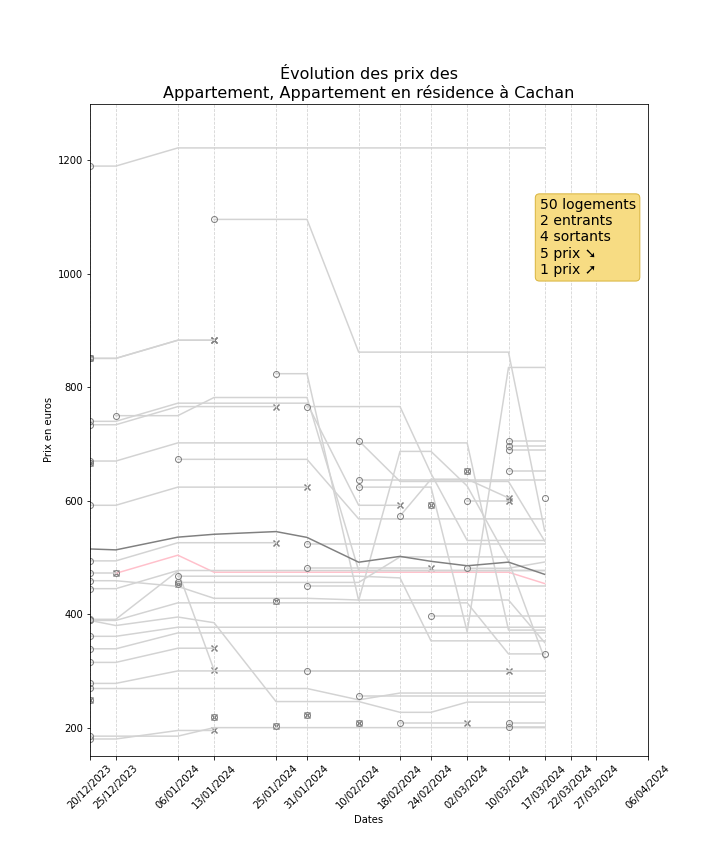 Évolution des prix des
Appartement, Appartement en résidence à Cachan
1200
1000
800
600
400
200
Prix en euros
50 logements
2 entrants
4 sortants
5 prix ↘
1 prix ↗
20/12/2023
25/12/2023
06/01/2024
13/01/2024
25/01/2024
31/01/2024
10/02/2024
18/02/2024
24/02/2024
02/03/2024
10/03/2024
17/03/2024
22/03/2024
27/03/2024
06/04/2024
Dates